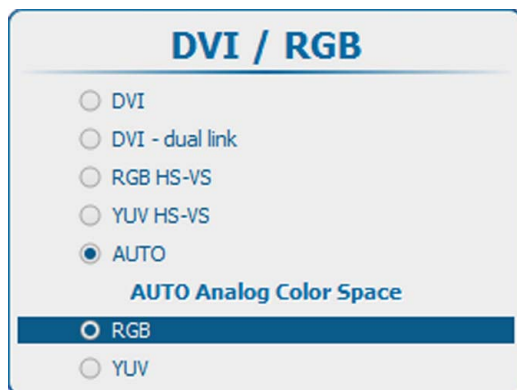 DVI / RGB
DVI
DVI - dual link
RGB HS-VS
YUV HS-VS
AUTO
AUTO Analog Color Space
RGB
YUV